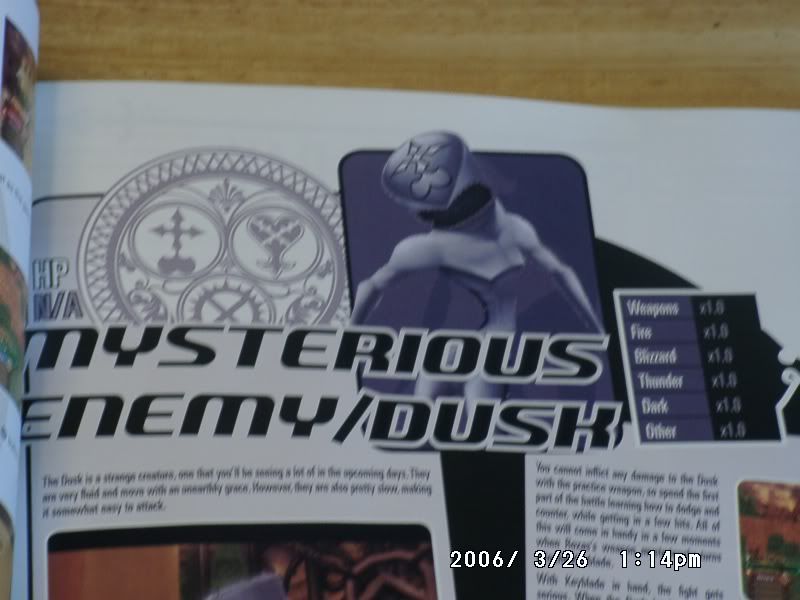 HP
N/A
MYSTERIOUS
ENEMY/DUSK
Weapons x1.0
Fire x1.0
Blizzard x1.0
Thunder x1.0
Dark x1.0
Other x1.0
The Dusk is a strange creature, one that you'll be seeing a lot of in the upcoming days. They
are very fluid and move with an unearthly grace. However, they are also pretty slow, making
it somewhat easy to attack.
You cannot inflict any damage to the Dusk
with the practice weapon, so spend the first
part of the battle learning how to dodge and
counter, while getting in a few hits. All of
this will come in handy in a few moments
when
With Keyblade in hand, the fight gets
serious. When the
2006/ 3/26 1:14pm